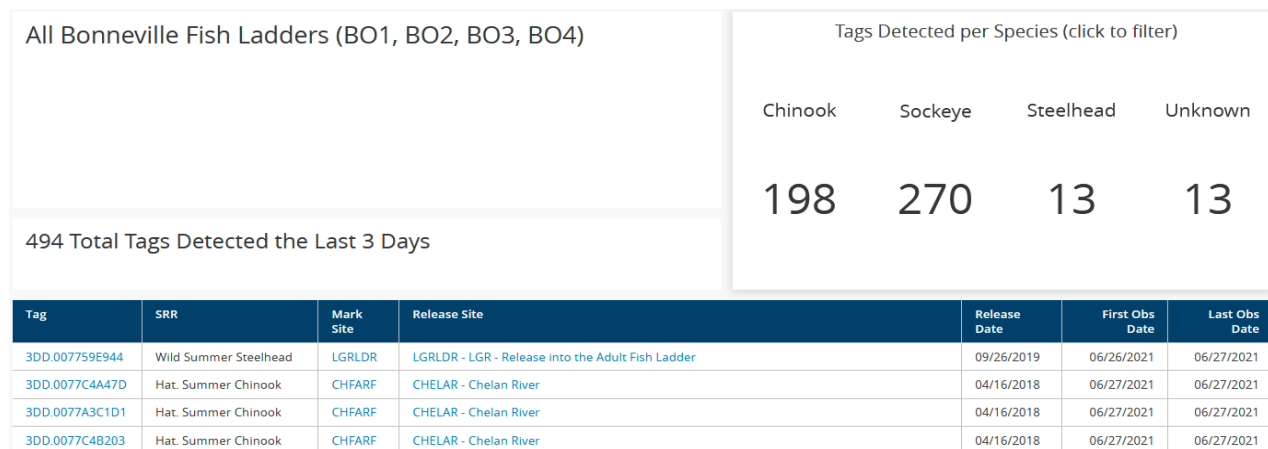 All Bonneville Fish Ladders (BO1, BO2, BO3, BO4)
Tags Detected per Species (click to filter)
Chinook Sockeye Steelhead Unknown
198 270 13 13
494 Total Tags Detected the Last 3 Days
Tag SRR Mark Site Release Site Release Date First Obs Date Last Obs Date
3DD.007759E944 Wild Summer Steelhead LGRLDR LGRLDR - LGR - Release into the Adult Fish Ladder 09/26/2019 06/26/2021 06/27/2021
3DD.0077C4A47D Hat. Summer Chinook CHFARF CHELAR - Chelan River 04/16/2018 06/27/2021 06/27/2021
3DD.0077A3C1D1 Hat. Summer Chinook CHFARF CHELAR - Chelan River 04/16/2018 06/27/2021 06/27/2021
3DD.0077C4B203 Hat. Summer Chinook CHFARF CHELAR - Chelan River 04/16/2018 06/27/2021 06/27/2021